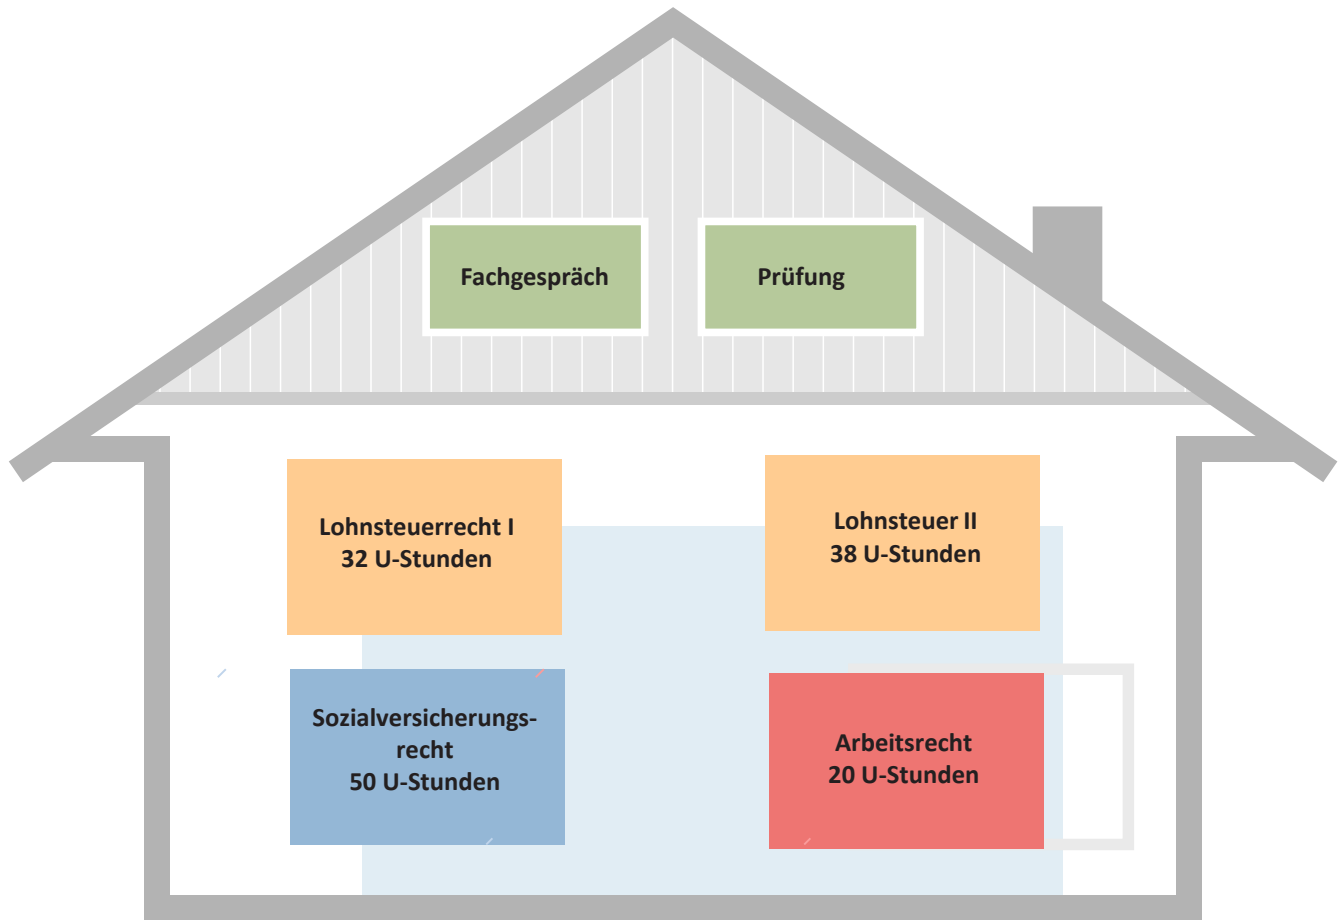 Fachgespräch
Prüfung
Lohnsteuerrecht I
32 U-Stunden
Lohnsteuer II
38 U-Stunden
Sozialversicherungs-
recht
50 U-Stunden
Arbeitsrecht
20 U-Stunden